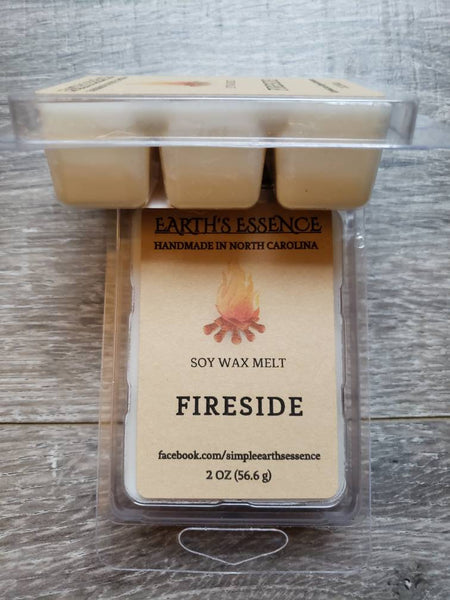 EARTH'S ESSENCE
HANDMADE IN NORTH CAROLINA
SOY WAX MELT
FIRESIDE
facebook.com/simpleearthsessence
2 OZ (56.6 g)